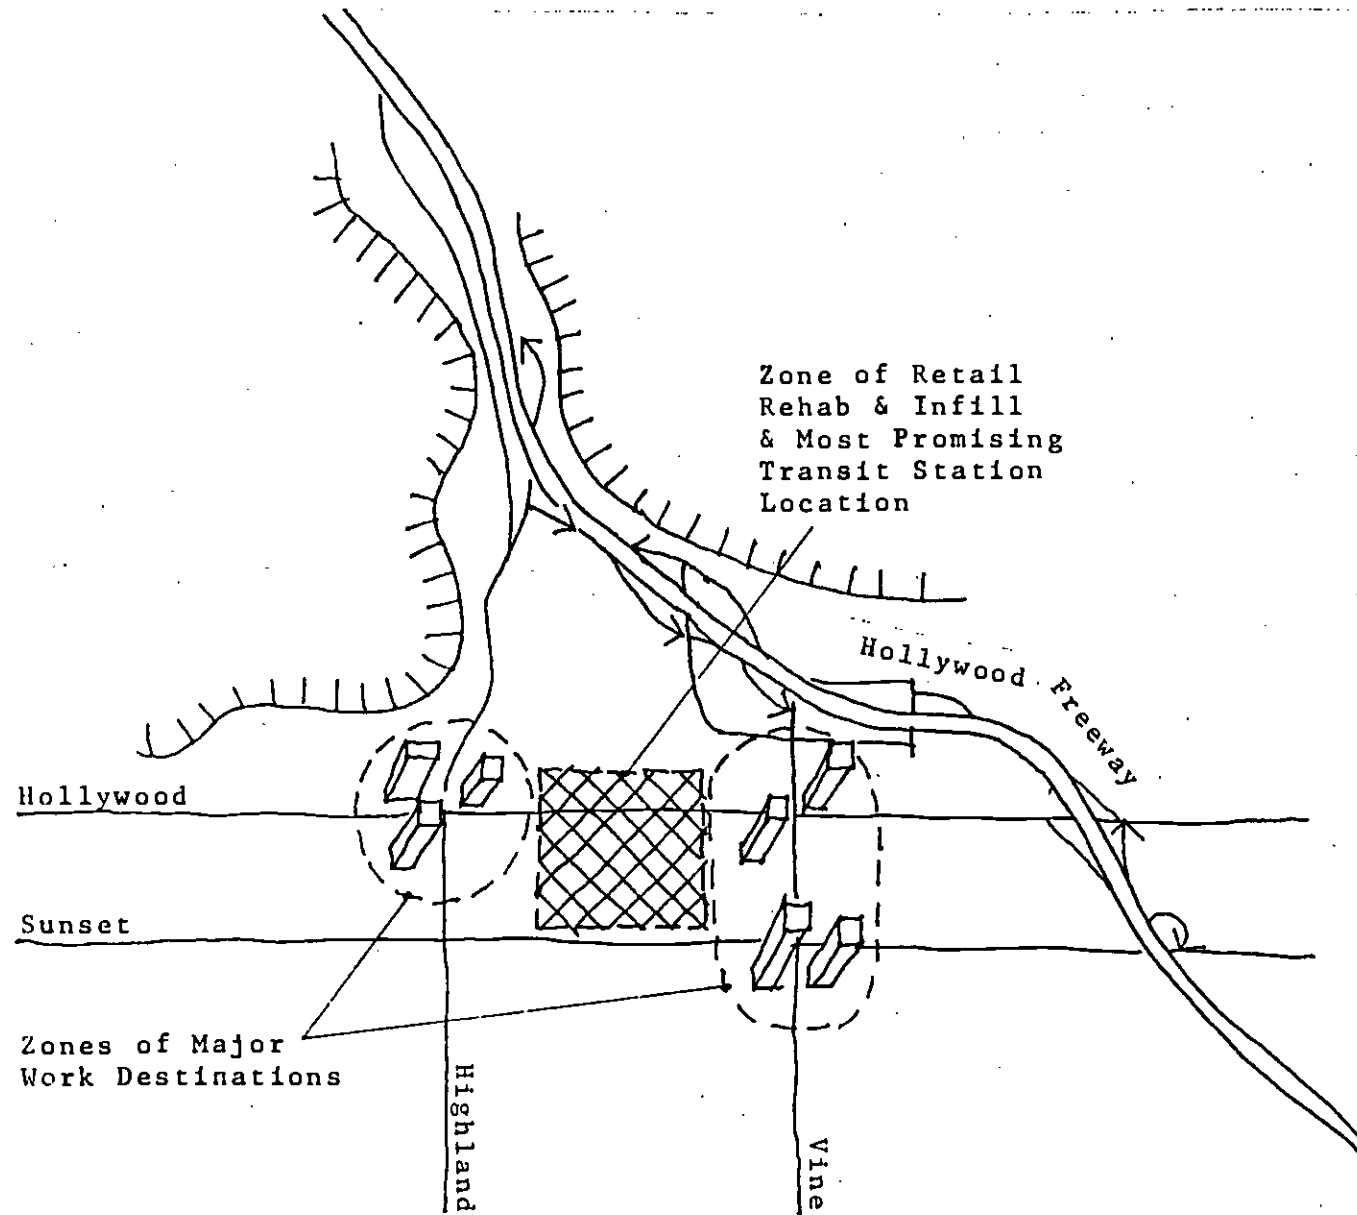 Zone of Retail
Rehab & Infill
& Most Promising
Transit Station
Location
Hollywood Freeway
Hollywood
Sunset
Zones of Major
Work Destinations
Highland
Vine